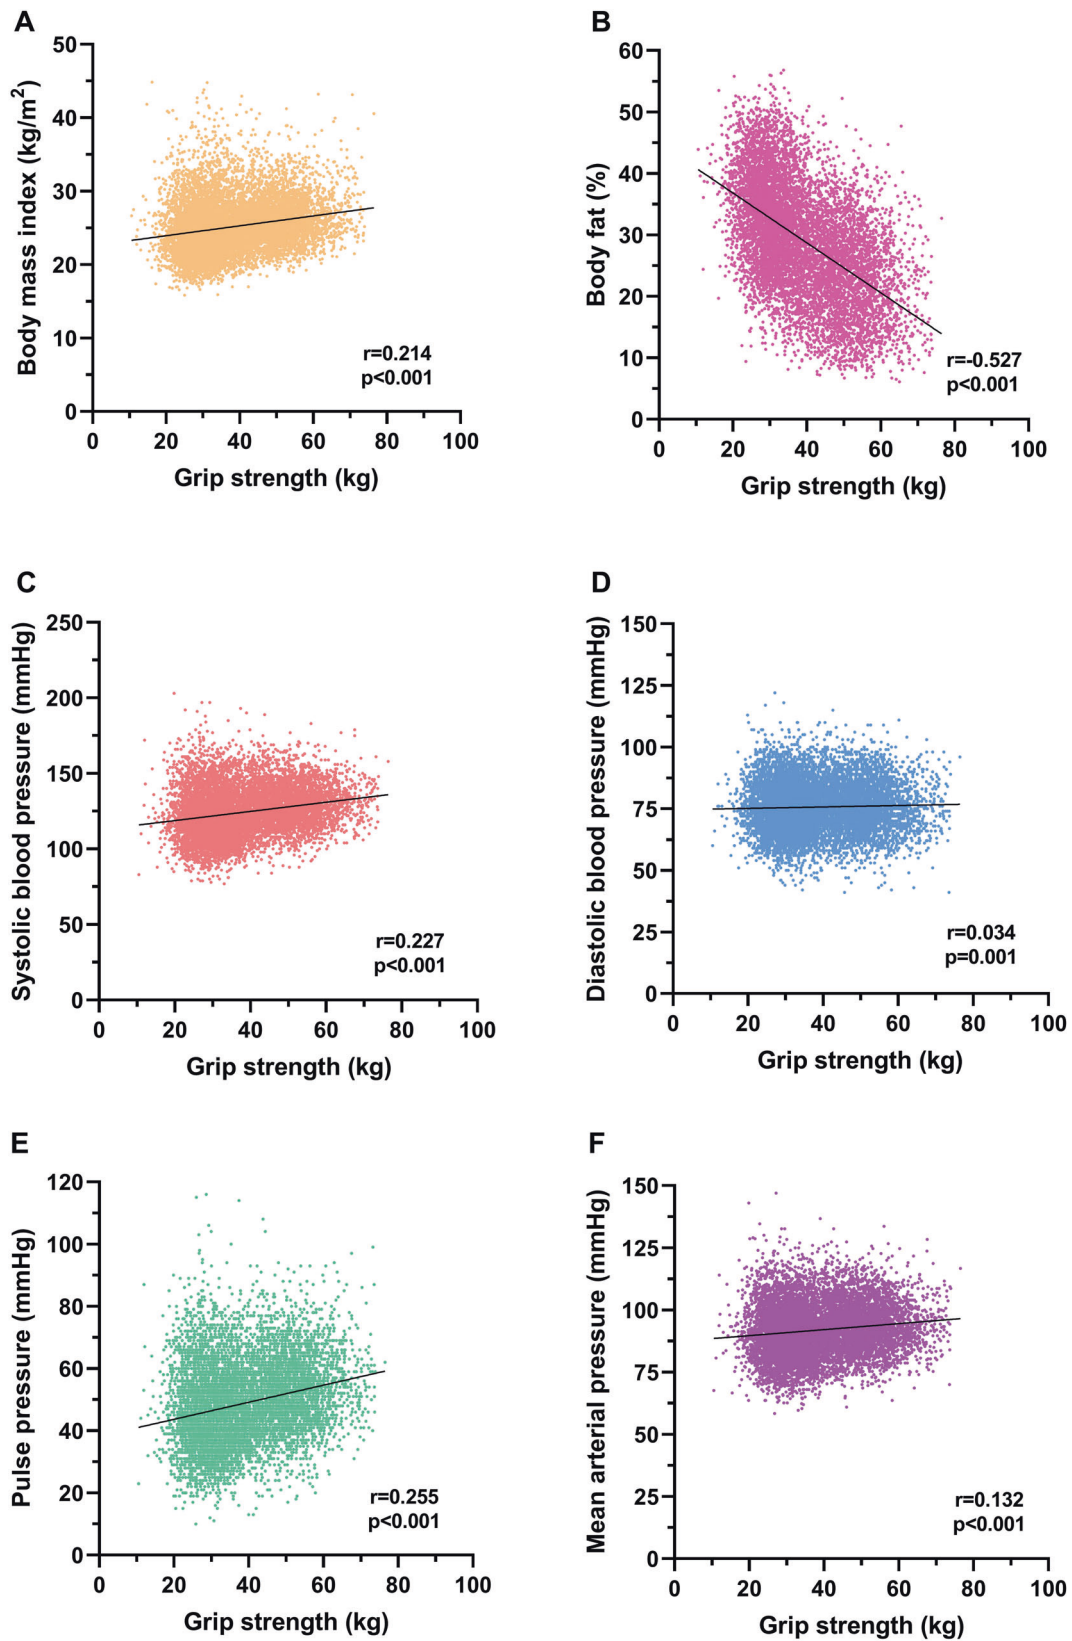 A
Body mass index (kg/m²)
50
40
30
20
10
0
0 20 40 60 80 100
Grip strength (kg)
r=0.214
p<0.001
B
Body fat (%)
60
50
40
30
20
10
0
0 20 40 60 80 100
Grip strength (kg)
r=-0.527
p<0.001
C
Systolic blood pressure (mmHg)
250
200
150
100
50
0
0 20 40 60 80 100
Grip strength (kg)
r=0.227
p<0.001
D
Diastolic blood pressure (mmHg)
150
125
100
75
50
25
0
0 20 40 60 80 100
Grip strength (kg)
r=0.034
p=0.001
E
Pulse pressure (mmHg)
120
100
80
60
40
20
0
0 20 40 60 80 100
Grip strength (kg)
r=0.255
p<0.001
F
Mean arterial pressure (mmHg)
150
125
100
75
50
25
0
0 20 40 60 80 100
Grip strength (kg)
r=0.132
p<0.001